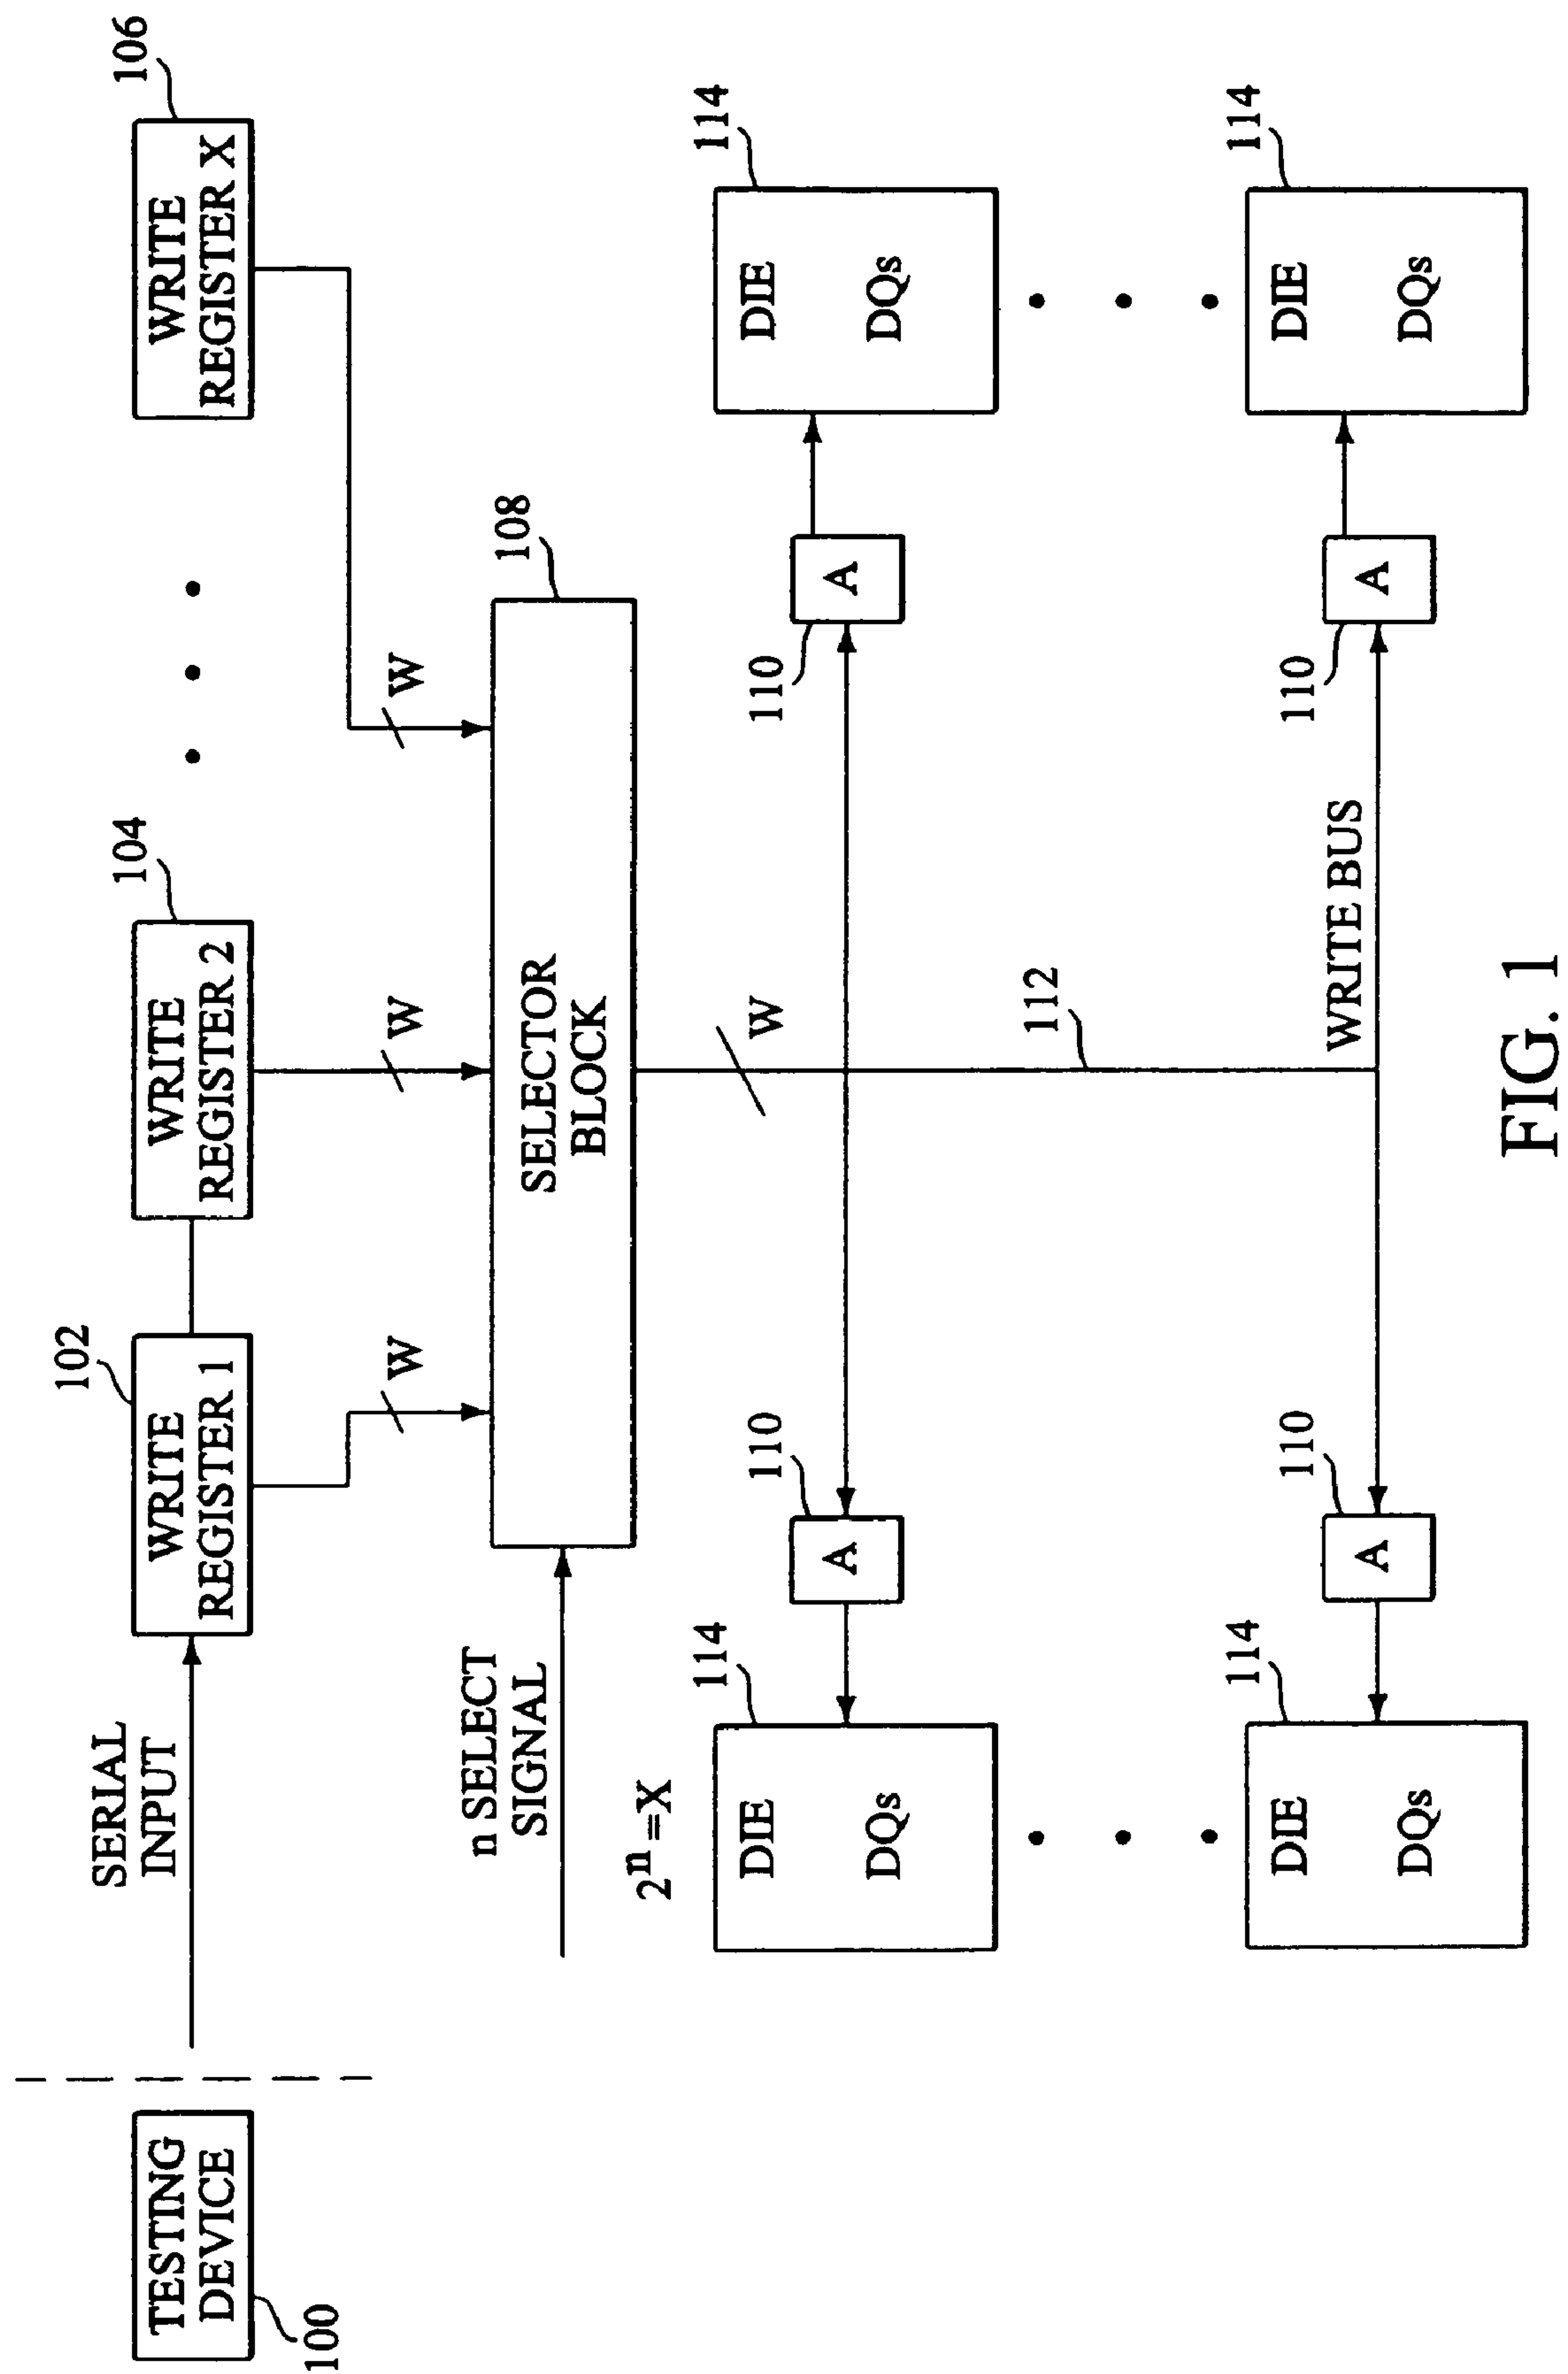 106
WRITE
REGISTER X
104
WRITE
REGISTER 2
102
WRITE
REGISTER 1
SERIAL
INPUT
TESTING
DEVICE
100
W
W
W
108
SELECTOR
BLOCK
n SELECT
SIGNAL
2ⁿ=X
W
114
DIE
DQs
110
A
110
A
114
DIE
DQs
112
WRITE BUS
114
DIE
DQs
110
A
110
A
114
DIE
DQs
FIG. 1